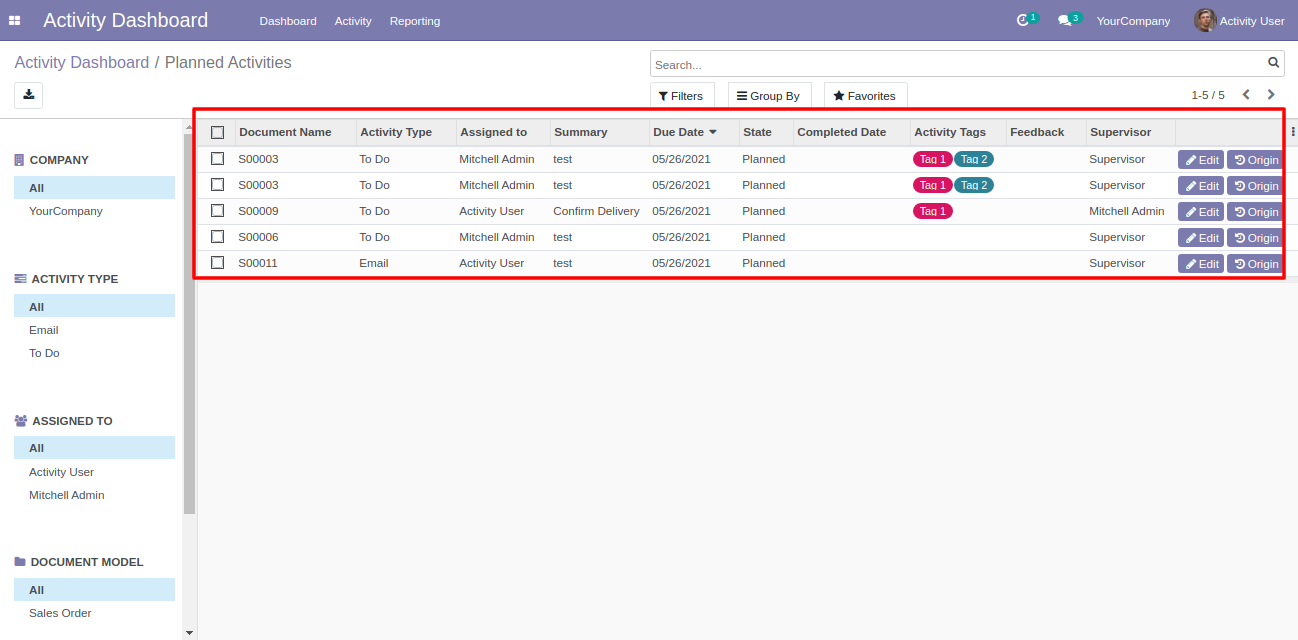 Activity Dashboard Dashboard Activity Reporting 1 3 YourCompany Activity User
Activity Dashboard / Planned Activities
Search...
Filters Group By Favorites 1-5 / 5
Document Name Activity Type Assigned to Summary Due Date State Completed Date Activity Tags Feedback Supervisor
S00003 To Do Mitchell Admin test 05/26/2021 Planned Tag 1 Tag 2 Supervisor Edit Origin
S00003 To Do Mitchell Admin test 05/26/2021 Planned Tag 1 Tag 2 Supervisor Edit Origin
S00009 To Do Activity User Confirm Delivery 05/26/2021 Planned Tag 1 Mitchell Admin Edit Origin
S00006 To Do Mitchell Admin test 05/26/2021 Planned Supervisor Edit Origin
S00011 Email Activity User test 05/26/2021 Planned Supervisor Edit Origin
COMPANY
All
YourCompany
ACTIVITY TYPE
All
Email
To Do
ASSIGNED TO
All
Activity User
Mitchell Admin
DOCUMENT MODEL
All
Sales Order